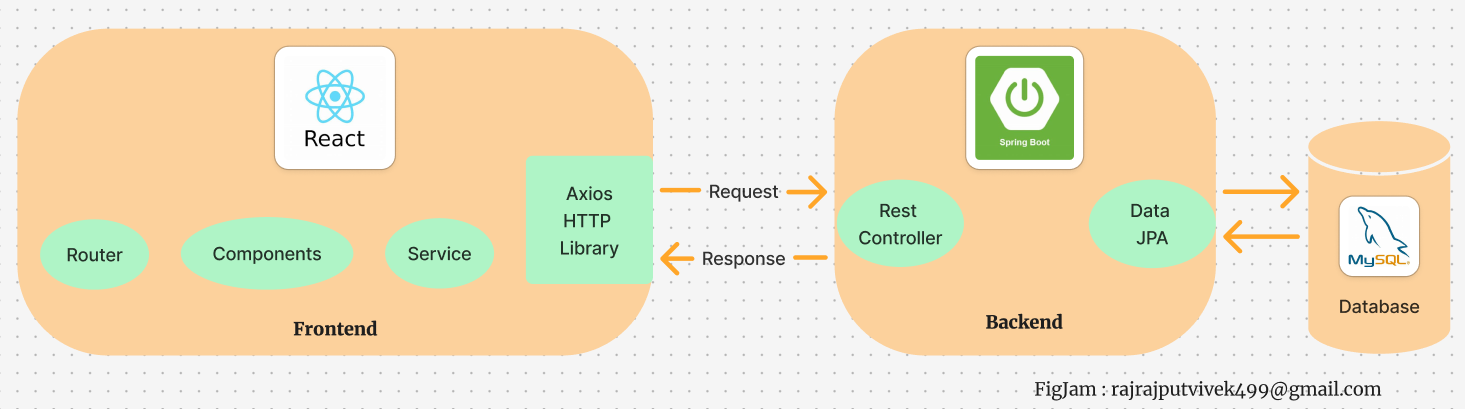 React
Router
Components
Service
Axios
HTTP
Library
Frontend
Request
Response
Spring Boot
Rest
Controller
Data
JPA
Backend
MySQL
Database
FigJam : rajrajputvivek499@gmail.com